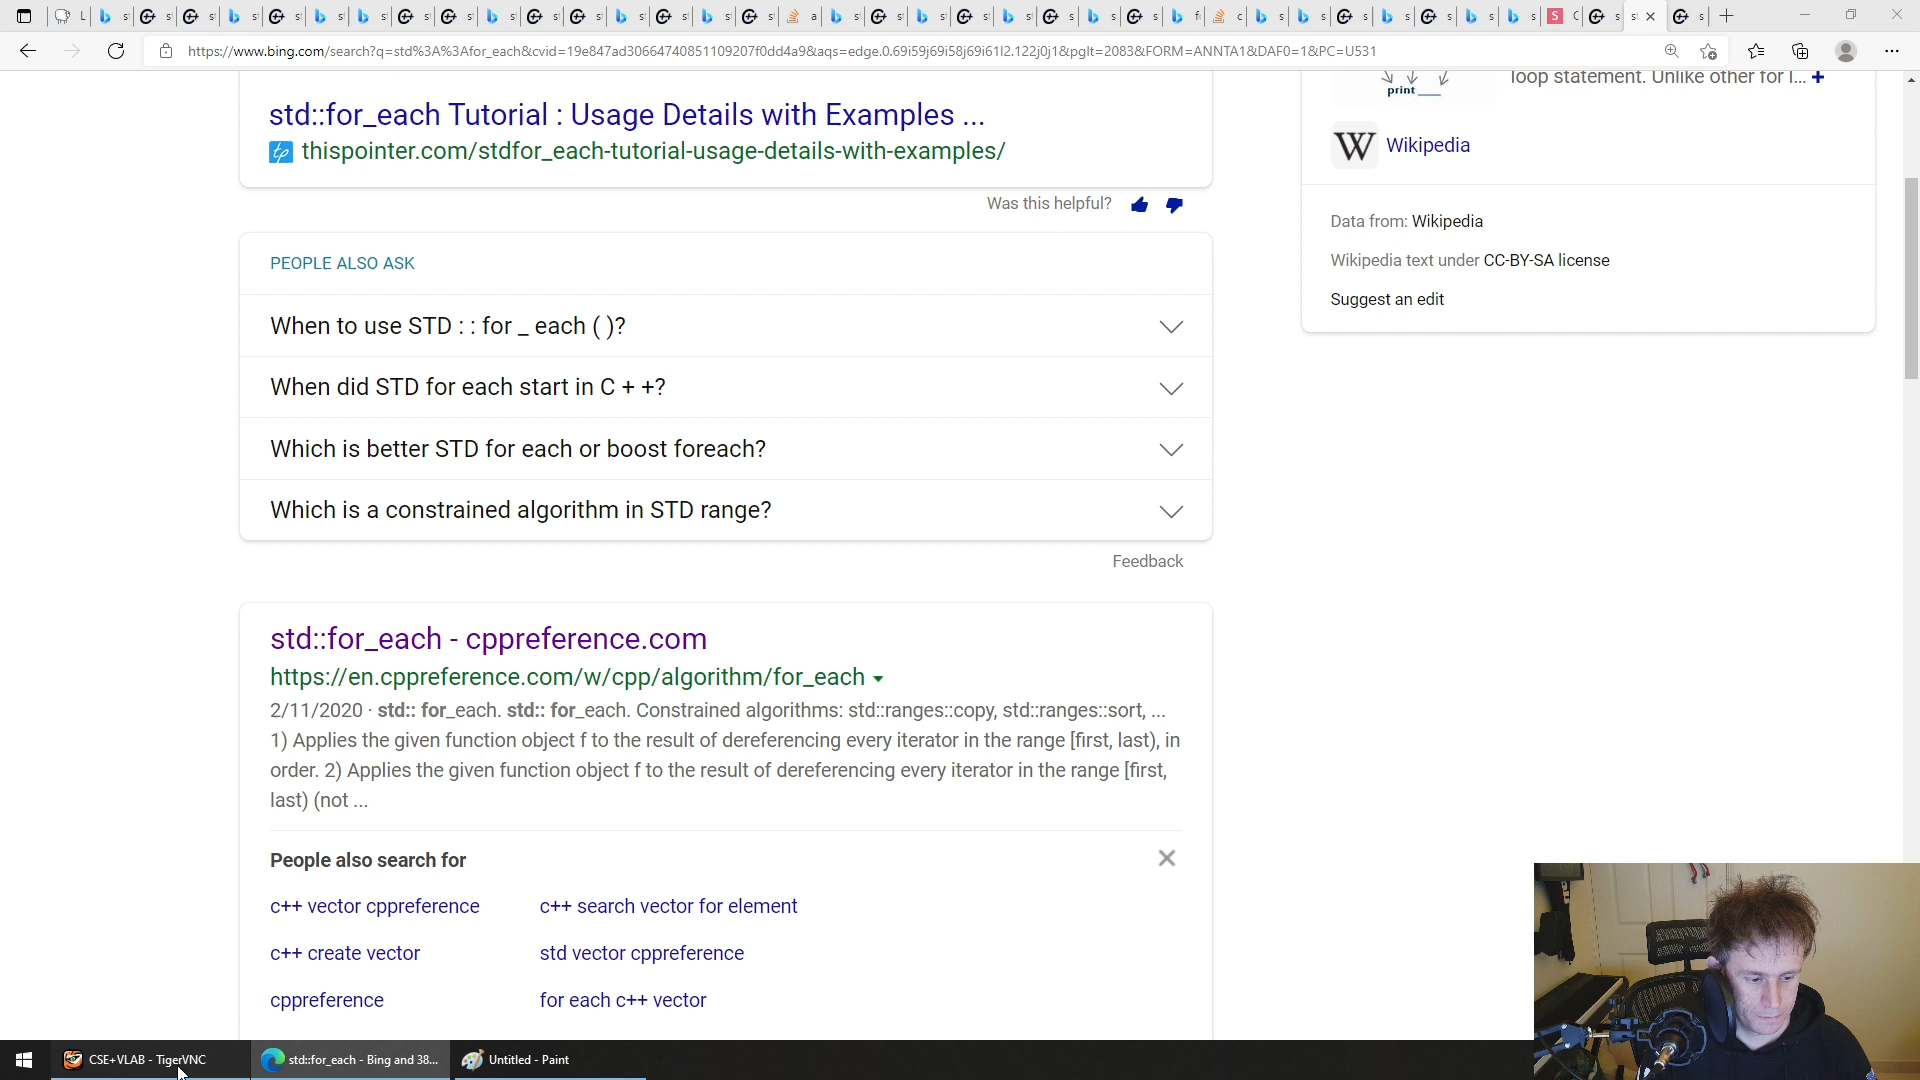 https://www.bing.com/search?q=std%3A%3Afor_each&cvid=19e847ad30664740851109207f0dd4a9&aqs=edge.0.69i59j69i58j69i61l2.122j0j1&pglt=2083&FORM=ANNTA1&DAF0=1&PC=U531
print
loop statement. Unlike other for l... +
std::for_each Tutorial : Usage Details with Examples ...
tp thispointer.com/stdfor_each-tutorial-usage-details-with-examples/
W Wikipedia
Was this helpful?
Data from: Wikipedia
Wikipedia text under CC-BY-SA license
Suggest an edit
PEOPLE ALSO ASK
When to use STD : : for _ each ( )?
When did STD for each start in C + +?
Which is better STD for each or boost foreach?
Which is a constrained algorithm in STD range?
Feedback
std::for_each - cppreference.com
https://en.cppreference.com/w/cpp/algorithm/for_each
2/11/2020 · std:: for_each. std:: for_each. Constrained algorithms: std::ranges::copy, std::ranges::sort, ...
1) Applies the given function object f to the result of dereferencing every iterator in the range [first, last), in
order. 2) Applies the given function object f to the result of dereferencing every iterator in the range [first,
last) (not ...
People also search for
c++ vector cppreference
c++ search vector for element
c++ create vector
std vector cppreference
cppreference
for each c++ vector
CSE+VLAB - TigerVNC
std::for_each - Bing and 38...
Untitled - Paint